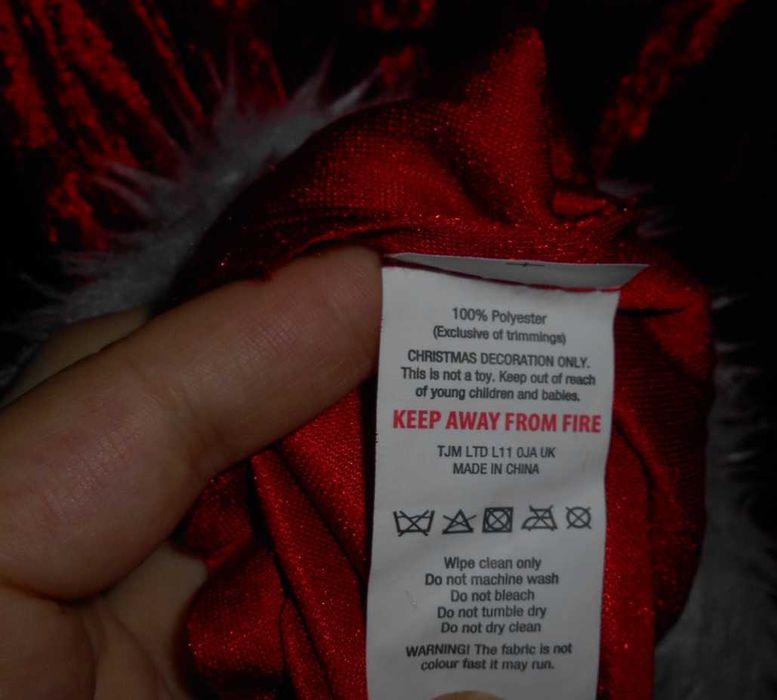 100% Polyester
(Exclusive of trimmings)
CHRISTMAS DECORATION ONLY.
This is not a toy. Keep out of reach
of young children and babies.
KEEP AWAY FROM FIRE
TJM LTD L11 0JA UK
MADE IN CHINA
Wipe clean only
Do not machine wash
Do not bleach
Do not tumble dry
Do not dry clean
WARNING! The fabric is not
colour fast it may run.